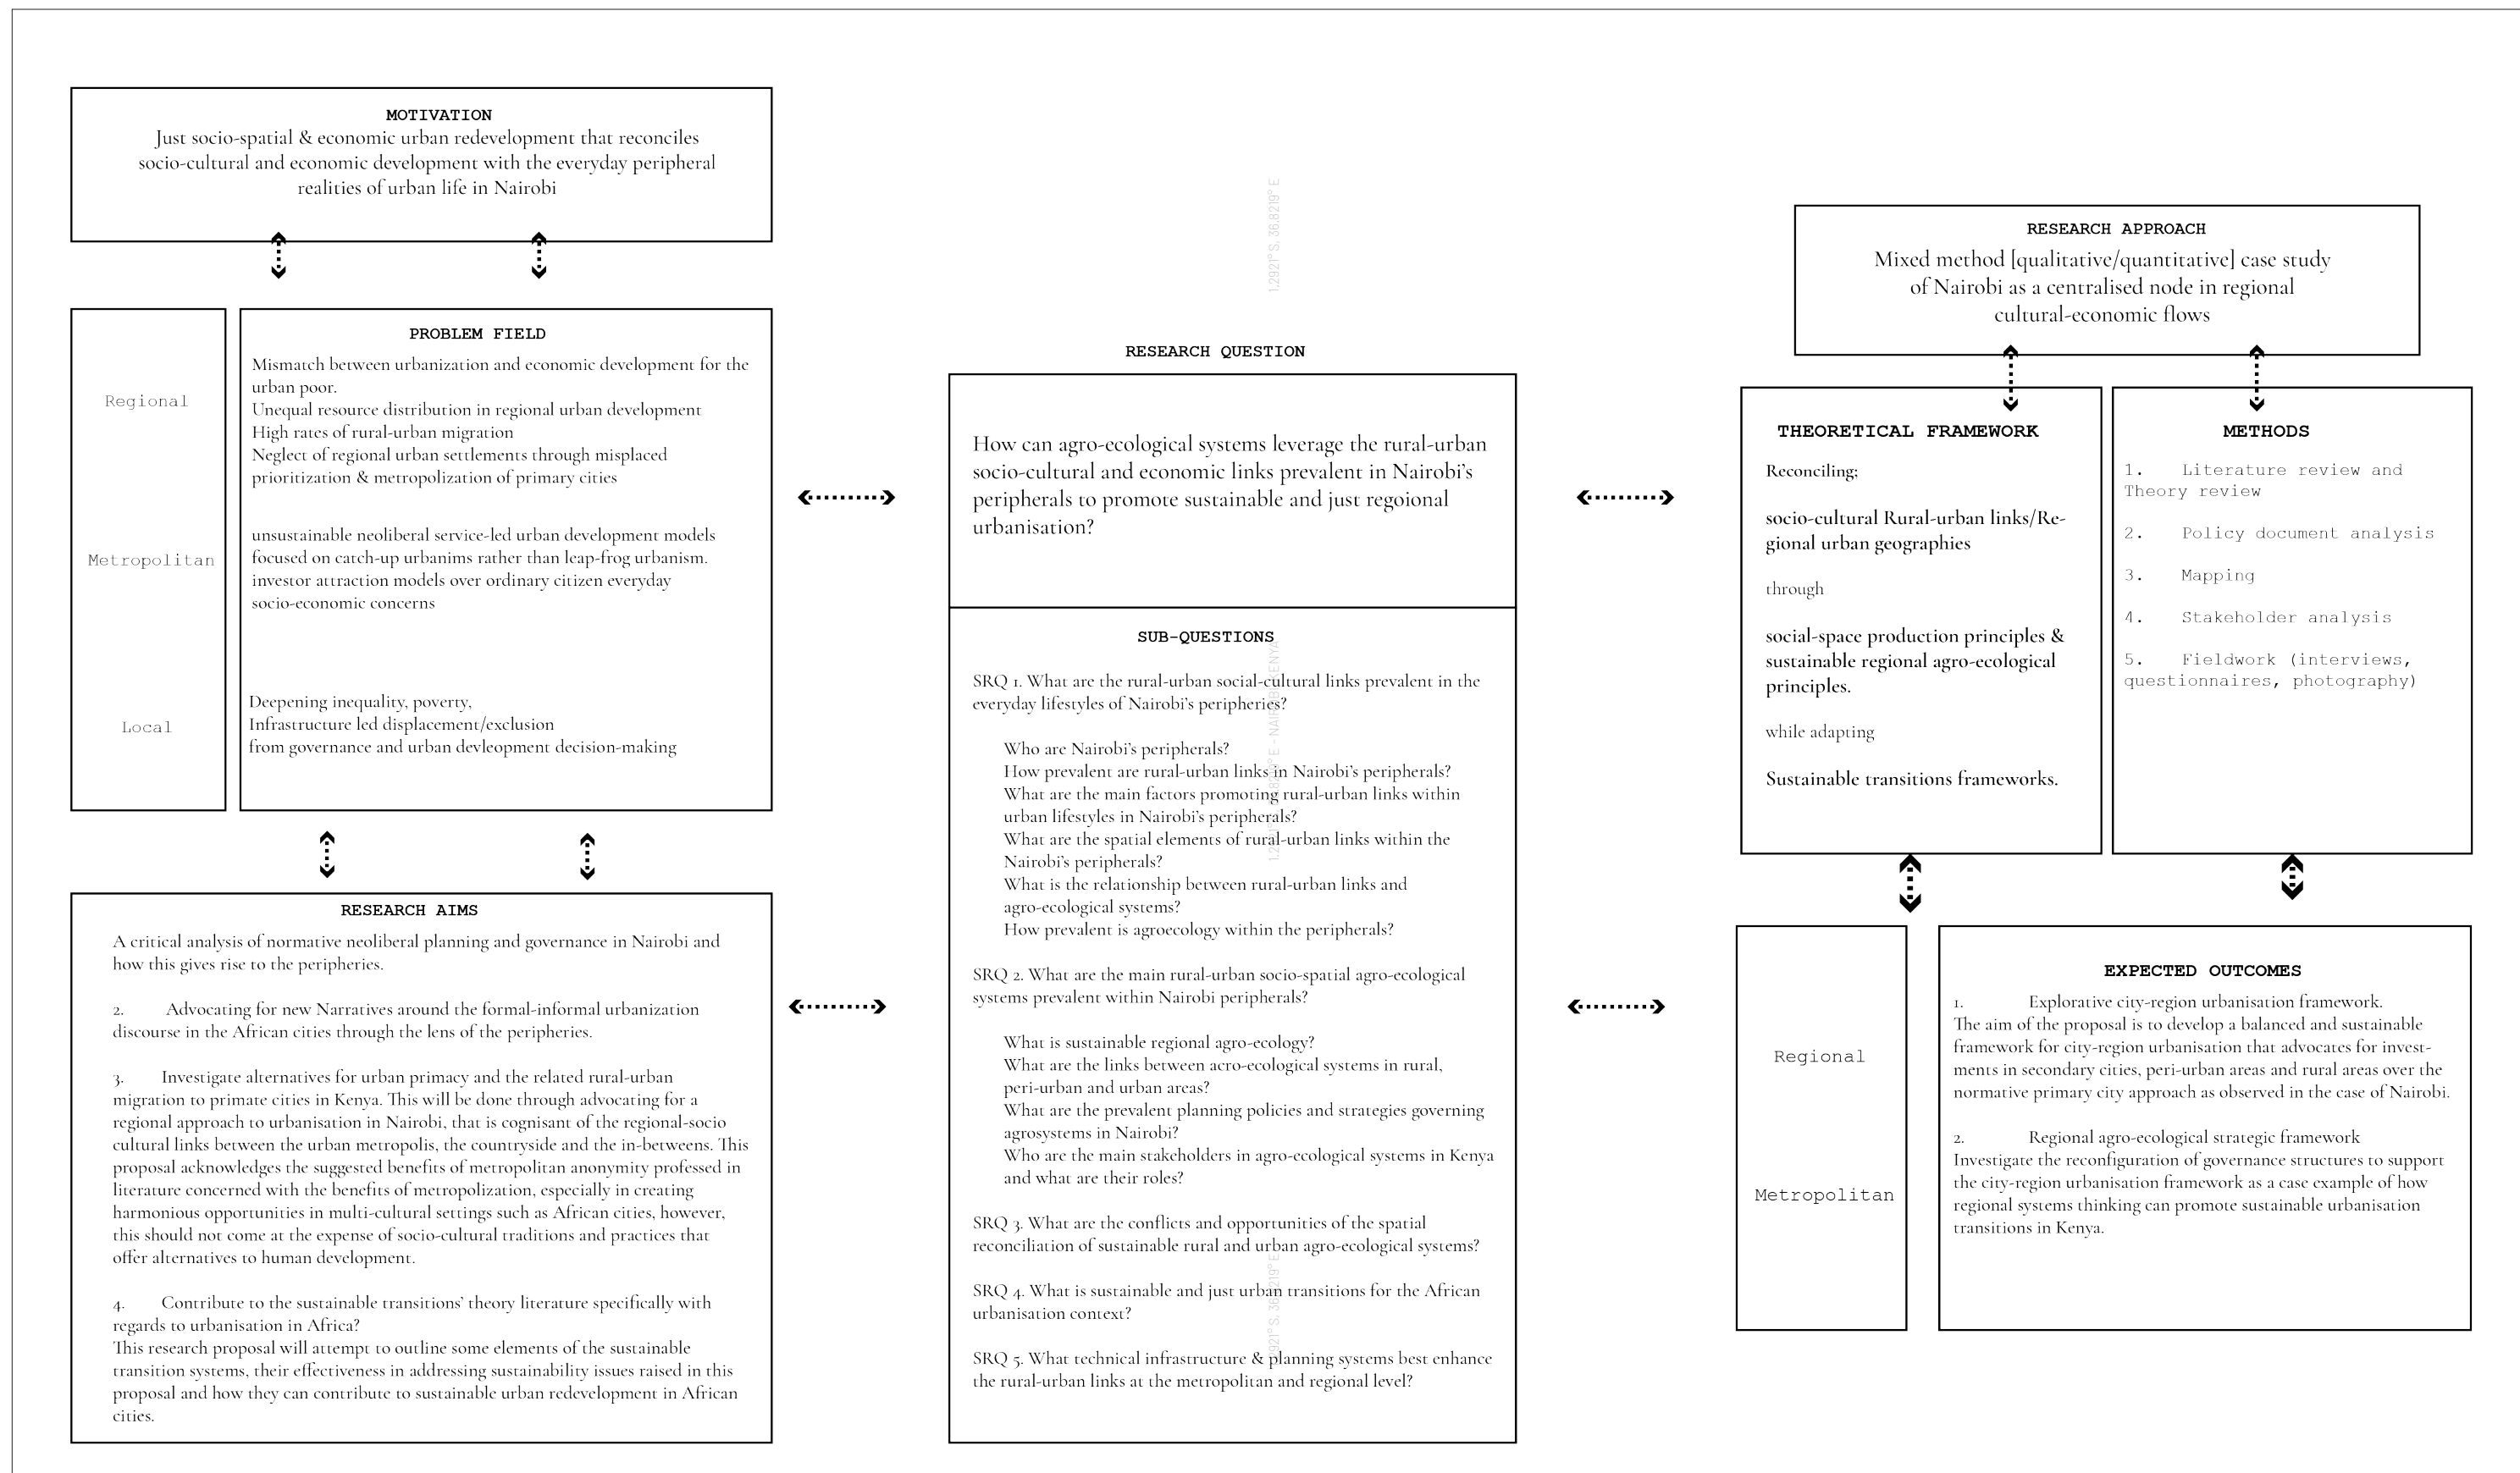 MOTIVATION
Just socio-spatial & economic urban redevelopment that reconciles
socio-cultural and economic development with the everyday peripheral
realities of urban life in Nairobi
Regional
Metropolitan
Local
PROBLEM FIELD
Mismatch between urbanization and economic development for the
urban poor.
Unequal resource distribution in regional urban development
High rates of rural-urban migration
Neglect of regional urban settlements through misplaced
prioritization & metropolization of primary cities
unsustainable neoliberal service-led urban development models
focused on catch-up urbanims rather than leap-frog urbanism.
investor attraction models over ordinary citizen everyday
socio-economic concerns
Deepening inequality, poverty,
Infrastructure led displacement/exclusion
from governance and urban devleopment decision-making
RESEARCH AIMS
A critical analysis of normative neoliberal planning and governance in Nairobi and
how this gives rise to the peripheries.
2. Advocating for new Narratives around the formal-informal urbanization
discourse in the African cities through the lens of the peripheries.
3. Investigate alternatives for urban primacy and the related rural-urban
migration to primate cities in Kenya. This will be done through advocating for a
regional approach to urbanisation in Nairobi, that is cognisant of the regional-socio
cultural links between the urban metropolis, the countryside and the in-betweens. This
proposal acknowledges the suggested benefits of metropolitan anonymity professed in
literature concerned with the benefits of metropolization, especially in creating
harmonious opportunities in multi-cultural settings such as African cities, however,
this should not come at the expense of socio-cultural traditions and practices that
offer alternatives to human development.
4. Contribute to the sustainable transitions' theory literature specifically with
regards to urbanisation in Africa?
This research proposal will attempt to outline some elements of the sustainable
transition systems, their effectiveness in addressing sustainability issues raised in this
proposal and how they can contribute to sustainable urban redevelopment in African
cities.
1.2921° S, 36.8219° E
RESEARCH QUESTION
How can agro-ecological systems leverage the rural-urban
socio-cultural and economic links prevalent in Nairobi's
peripherals to promote sustainable and just regoional
urbanisation?
SUB-QUESTIONS
SRQ 1. What are the rural-urban social-cultural links prevalent in the
everyday lifestyles of Nairobi's peripheries?
Who are Nairobi's peripherals?
How prevalent are rural-urban links in Nairobi's peripherals?
What are the main factors promoting rural-urban links within
urban lifestyles in Nairobi's peripherals?
What are the spatial elements of rural-urban links within the
Nairobi's peripherals?
What is the relationship between rural-urban links and
agro-ecological systems?
How prevalent is agroecology within the peripherals?
SRQ 2. What are the main rural-urban socio-spatial agro-ecological
systems prevalent within Nairobi peripherals?
What is sustainable regional agro-ecology?
What are the links between acro-ecological systems in rural,
peri-urban and urban areas?
What are the prevalent planning policies and strategies governing
agrosystems in Nairobi?
Who are the main stakeholders in agro-ecological systems in Kenya
and what are their roles?
SRQ 3. What are the conflicts and opportunities of the spatial
reconciliation of sustainable rural and urban agro-ecological systems?
SRQ 4. What is sustainable and just urban transitions for the African
urbanisation context?
SRQ 5. What technical infrastructure & planning systems best enhance
the rural-urban links at the metropolitan and regional level?
RESEARCH APPROACH
Mixed method [qualitative/quantitative] case study
of Nairobi as a centralised node in regional
cultural-economic flows
THEORETICAL FRAMEWORK
Reconciling;
socio-cultural Rural-urban links/Re-
gional urban geographies
through
social-space production principles &
sustainable regional agro-ecological
principles.
while adapting
Sustainable transitions frameworks.
METHODS
1. Literature review and
Theory review
2. Policy document analysis
3. Mapping
4. Stakeholder analysis
5. Fieldwork (interviews,
questionnaires, photography)
Regional
Metropolitan
EXPECTED OUTCOMES
1. Explorative city-region urbanisation framework.
The aim of the proposal is to develop a balanced and sustainable
framework for city-region urbanisation that advocates for invest-
ments in secondary cities, peri-urban areas and rural areas over the
normative primary city approach as observed in the case of Nairobi.
2. Regional agro-ecological strategic framework
Investigate the reconfiguration of governance structures to support
the city-region urbanisation framework as a case example of how
regional systems thinking can promote sustainable urbanisation
transitions in Kenya.